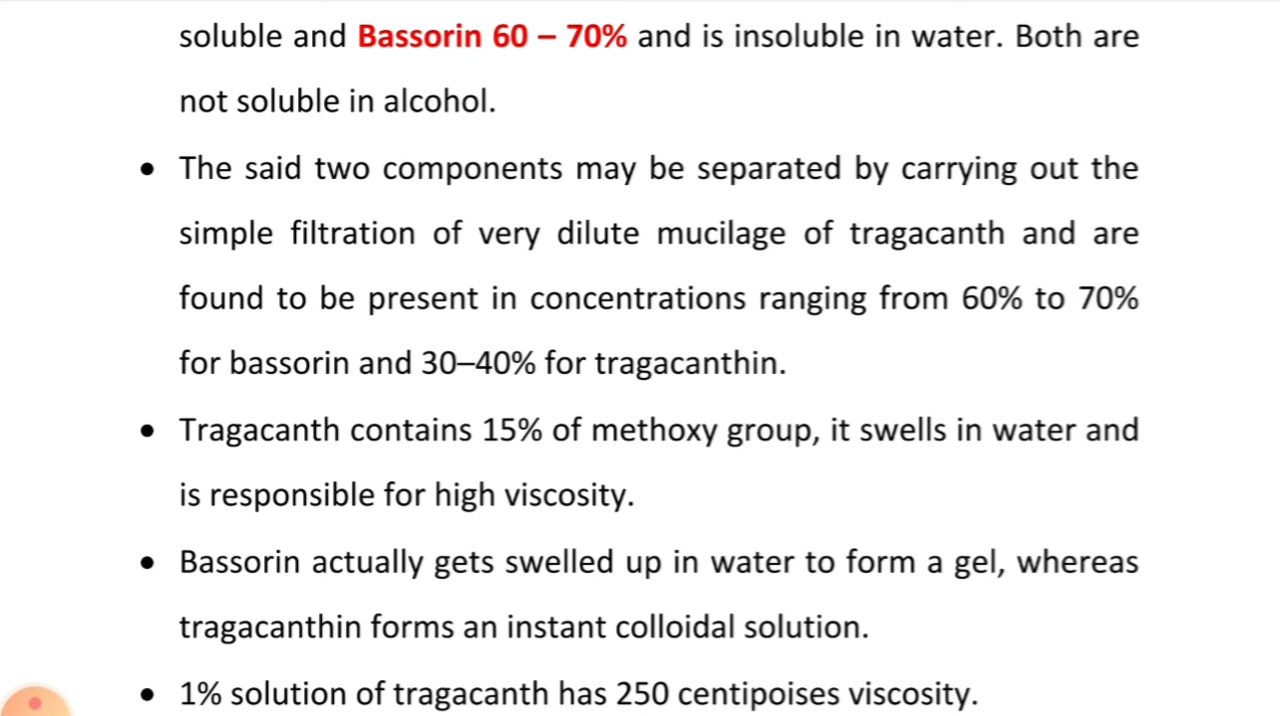 soluble and Bassorin 60 – 70% and is insoluble in water. Both are
not soluble in alcohol.
• The said two components may be separated by carrying out the
simple filtration of very dilute mucilage of tragacanth and are
found to be present in concentrations ranging from 60% to 70%
for bassorin and 30–40% for tragacanthin.
• Tragacanth contains 15% of methoxy group, it swells in water and
is responsible for high viscosity.
• Bassorin actually gets swelled up in water to form a gel, whereas
tragacanthin forms an instant colloidal solution.
• 1% solution of tragacanth has 250 centipoises viscosity.